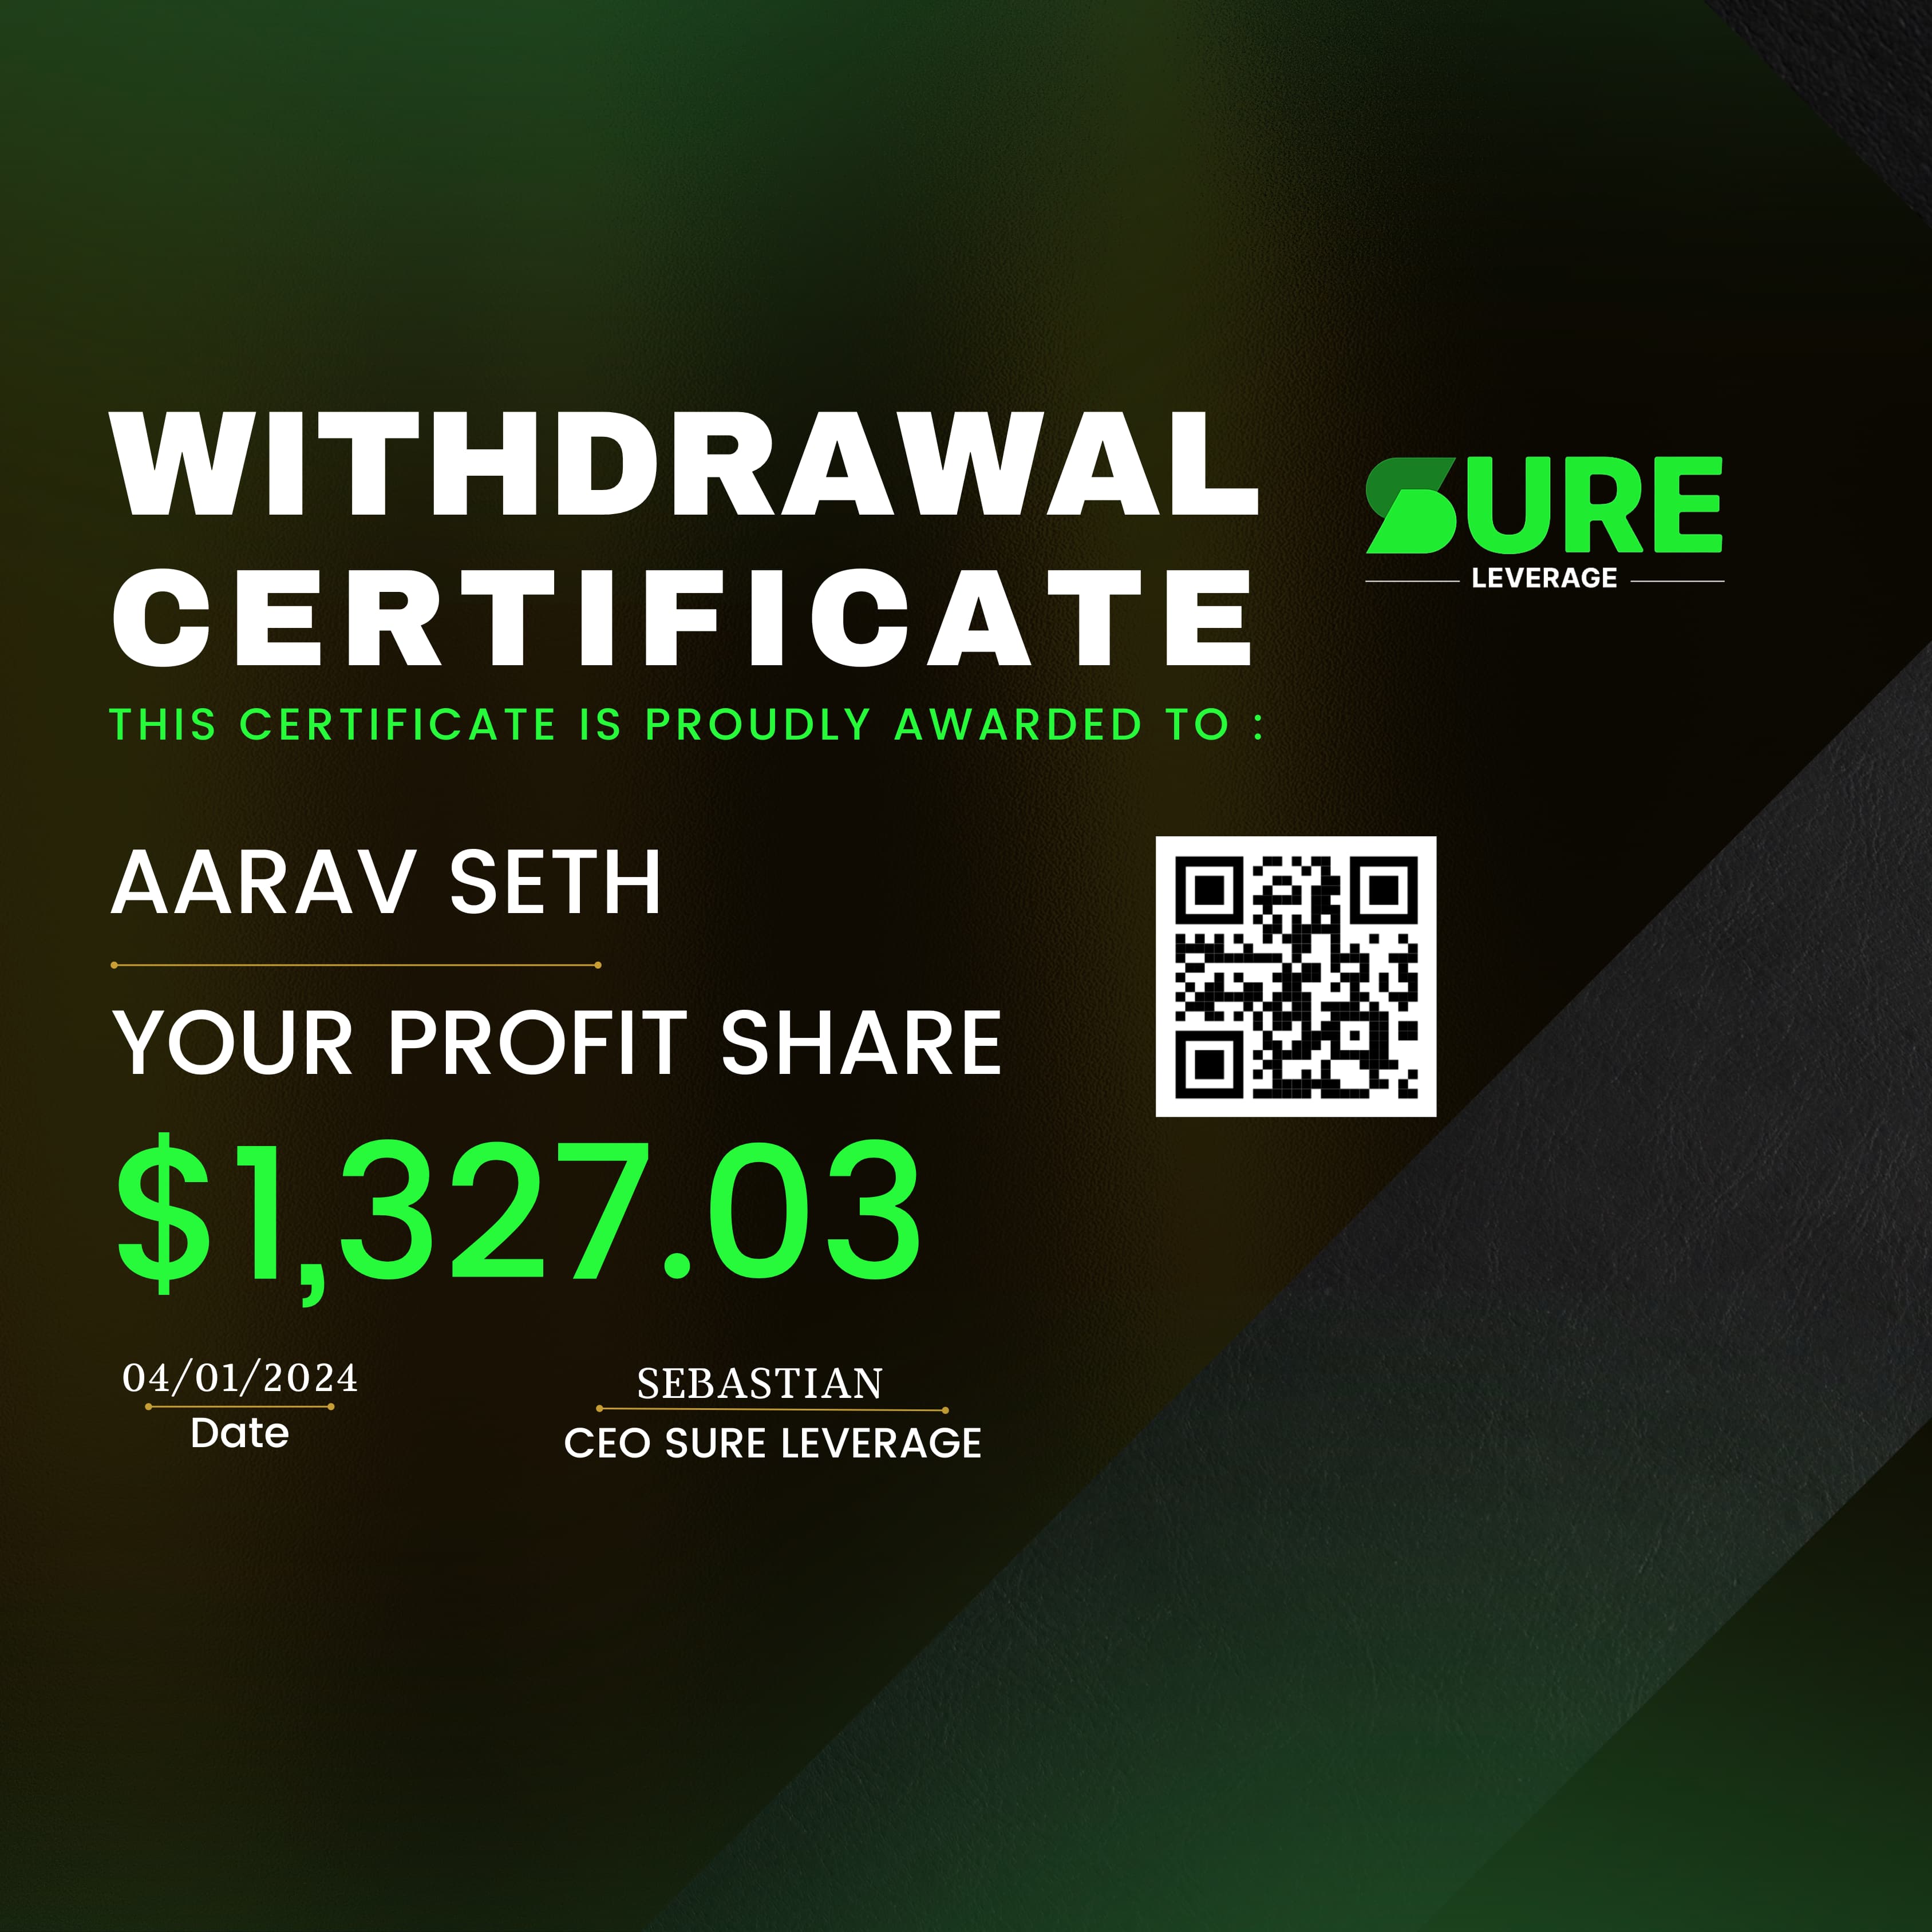 WITHDRAWAL
CERTIFICATE
SURE
LEVERAGE
THIS CERTIFICATE IS PROUDLY AWARDED TO :
AARAV SETH
YOUR PROFIT SHARE
$1,327.03
04/01/2024
Date
SEBASTIAN
CEO SURE LEVERAGE